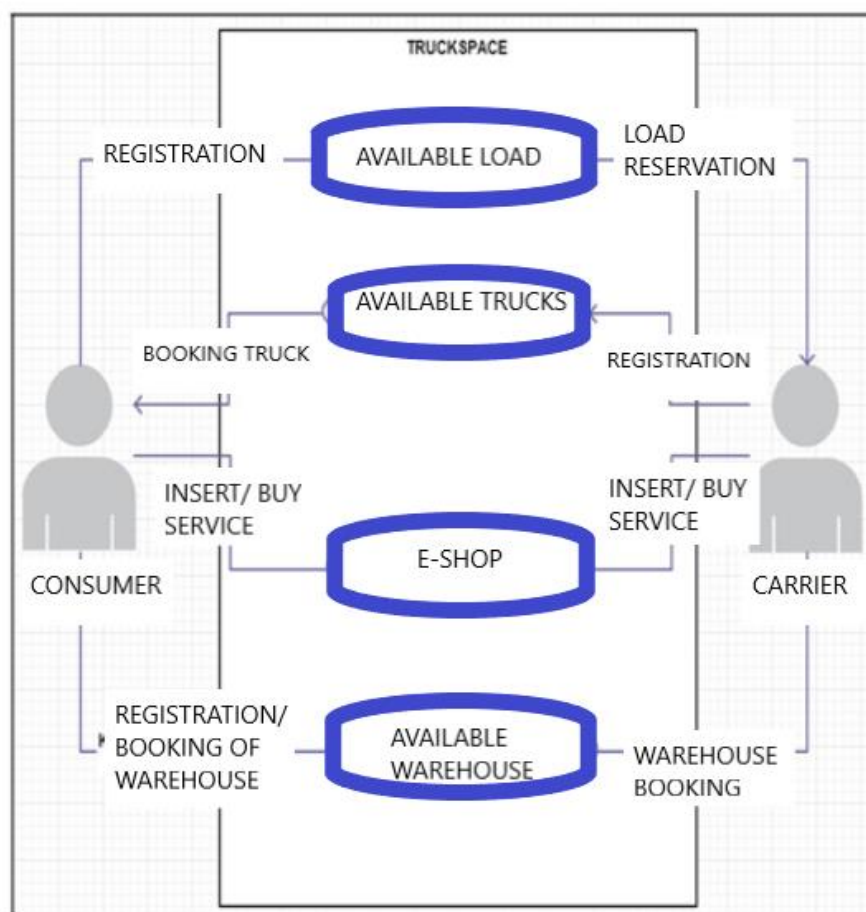 TRUCKSPACE
REGISTRATION
AVAILABLE LOAD
LOAD
RESERVATION
AVAILABLE TRUCKS
BOOKING TRUCK
REGISTRATION
INSERT/ BUY
SERVICE
INSERT/ BUY
SERVICE
E-SHOP
CONSUMER
CARRIER
REGISTRATION/
BOOKING OF
WAREHOUSE
AVAILABLE
WAREHOUSE
WAREHOUSE
BOOKING